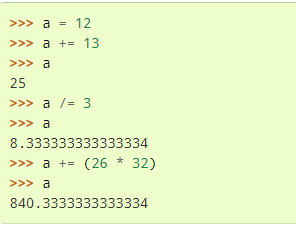 >>> a = 12
>>> a += 13
>>> a
25
>>> a /= 3
>>> a
8.333333333333334
>>> a += (26 * 32)
>>> a
840.3333333333334